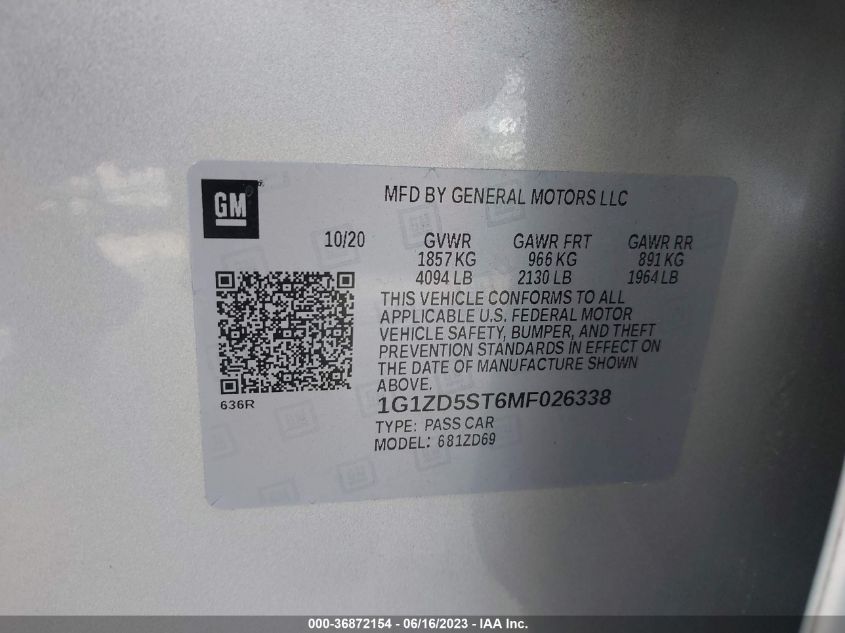 GM
MFD BY GENERAL MOTORS LLC
10/20 GVWR GAWR FRT GAWR RR
1857 KG 966 KG 891 KG
4094 LB 2130 LB 1964 LB
THIS VEHICLE CONFORMS TO ALL
APPLICABLE U.S. FEDERAL MOTOR
VEHICLE SAFETY, BUMPER, AND THEFT
PREVENTION STANDARDS IN EFFECT ON
THE DATE OF MANUFACTURE SHOWN
ABOVE.
636R
1G1ZD5ST6MF026338
TYPE: PASS CAR
MODEL: 681ZD69
000-36872154 - 06/16/2023 - IAA Inc.